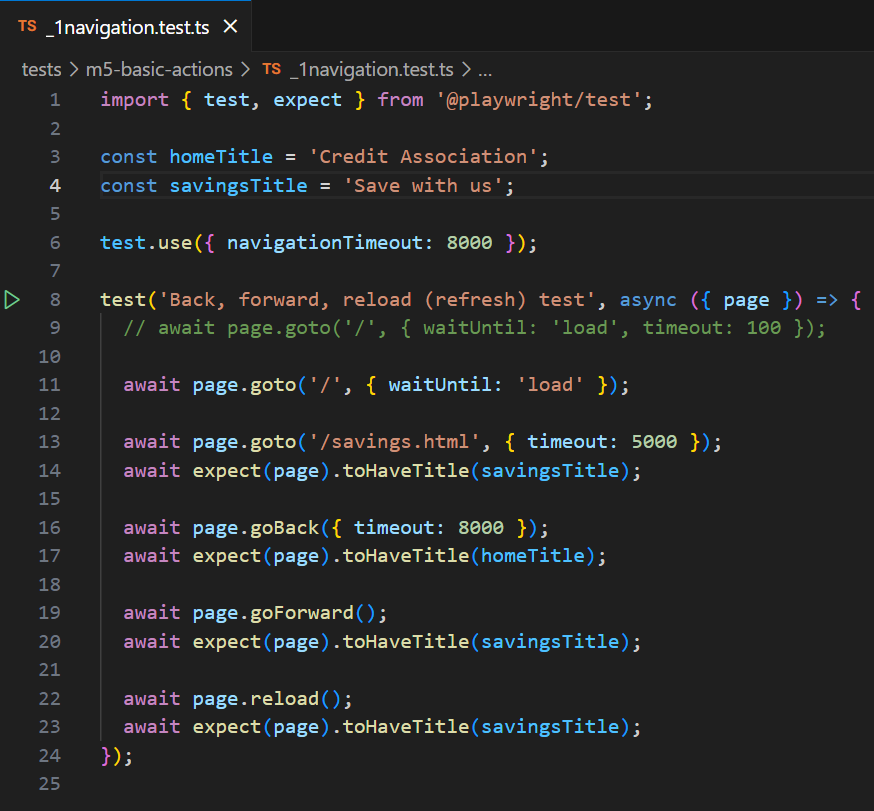 TS _1navigation.test.ts ×
tests > m5-basic-actions > TS _1navigation.test.ts > ...
1 import { test, expect } from '@playwright/test';
2
3 const homeTitle = 'Credit Association';
4 const savingsTitle = 'Save with us';
5
6 test.use({ navigationTimeout: 8000 });
7
8 test('Back, forward, reload (refresh) test', async ({ page }) => {
9   // await page.goto('/', { waitUntil: 'load', timeout: 100 });
10
11   await page.goto('/', { waitUntil: 'load' });
12
13   await page.goto('/savings.html', { timeout: 5000 });
14   await expect(page).toHaveTitle(savingsTitle);
15
16   await page.goBack({ timeout: 8000 });
17   await expect(page).toHaveTitle(homeTitle);
18
19   await page.goForward();
20   await expect(page).toHaveTitle(savingsTitle);
21
22   await page.reload();
23   await expect(page).toHaveTitle(savingsTitle);
24 });
25